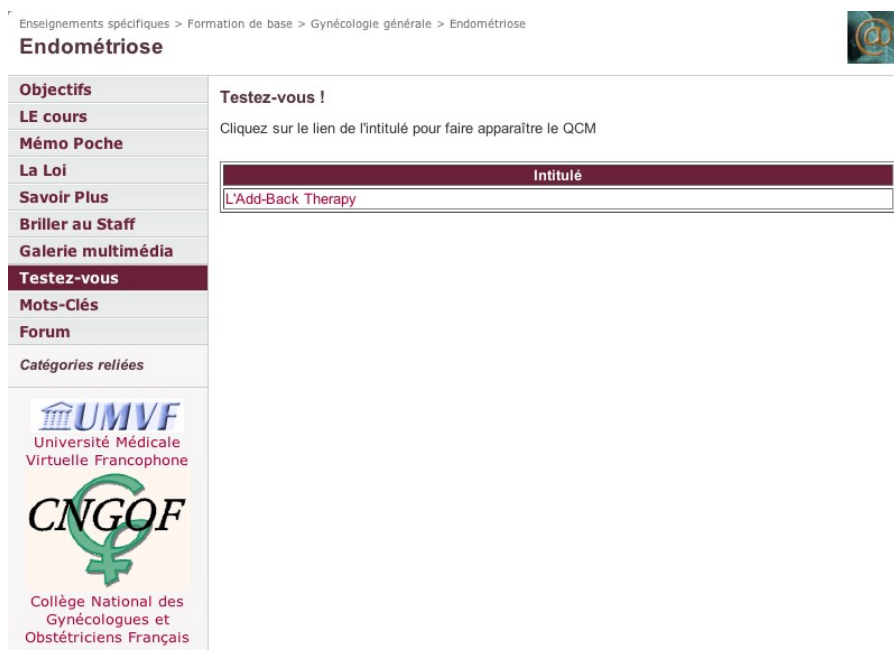 Enseignements spécifiques > Formation de base > Gynécologie générale > Endométriose
Endométriose
Objectifs
LE cours
Mémo Poche
La Loi
Savoir Plus
Briller au Staff
Galerie multimédia
Testez-vous
Mots-Clés
Forum
Catégories reliées
UMVF
Université Médicale
Virtuelle Francophone
CNGOF
Collège National des
Gynécologues et
Obstétriciens Français
Testez-vous !
Cliquez sur le lien de l'intitulé pour faire apparaître le QCM
Intitulé
L'Add-Back Therapy
@